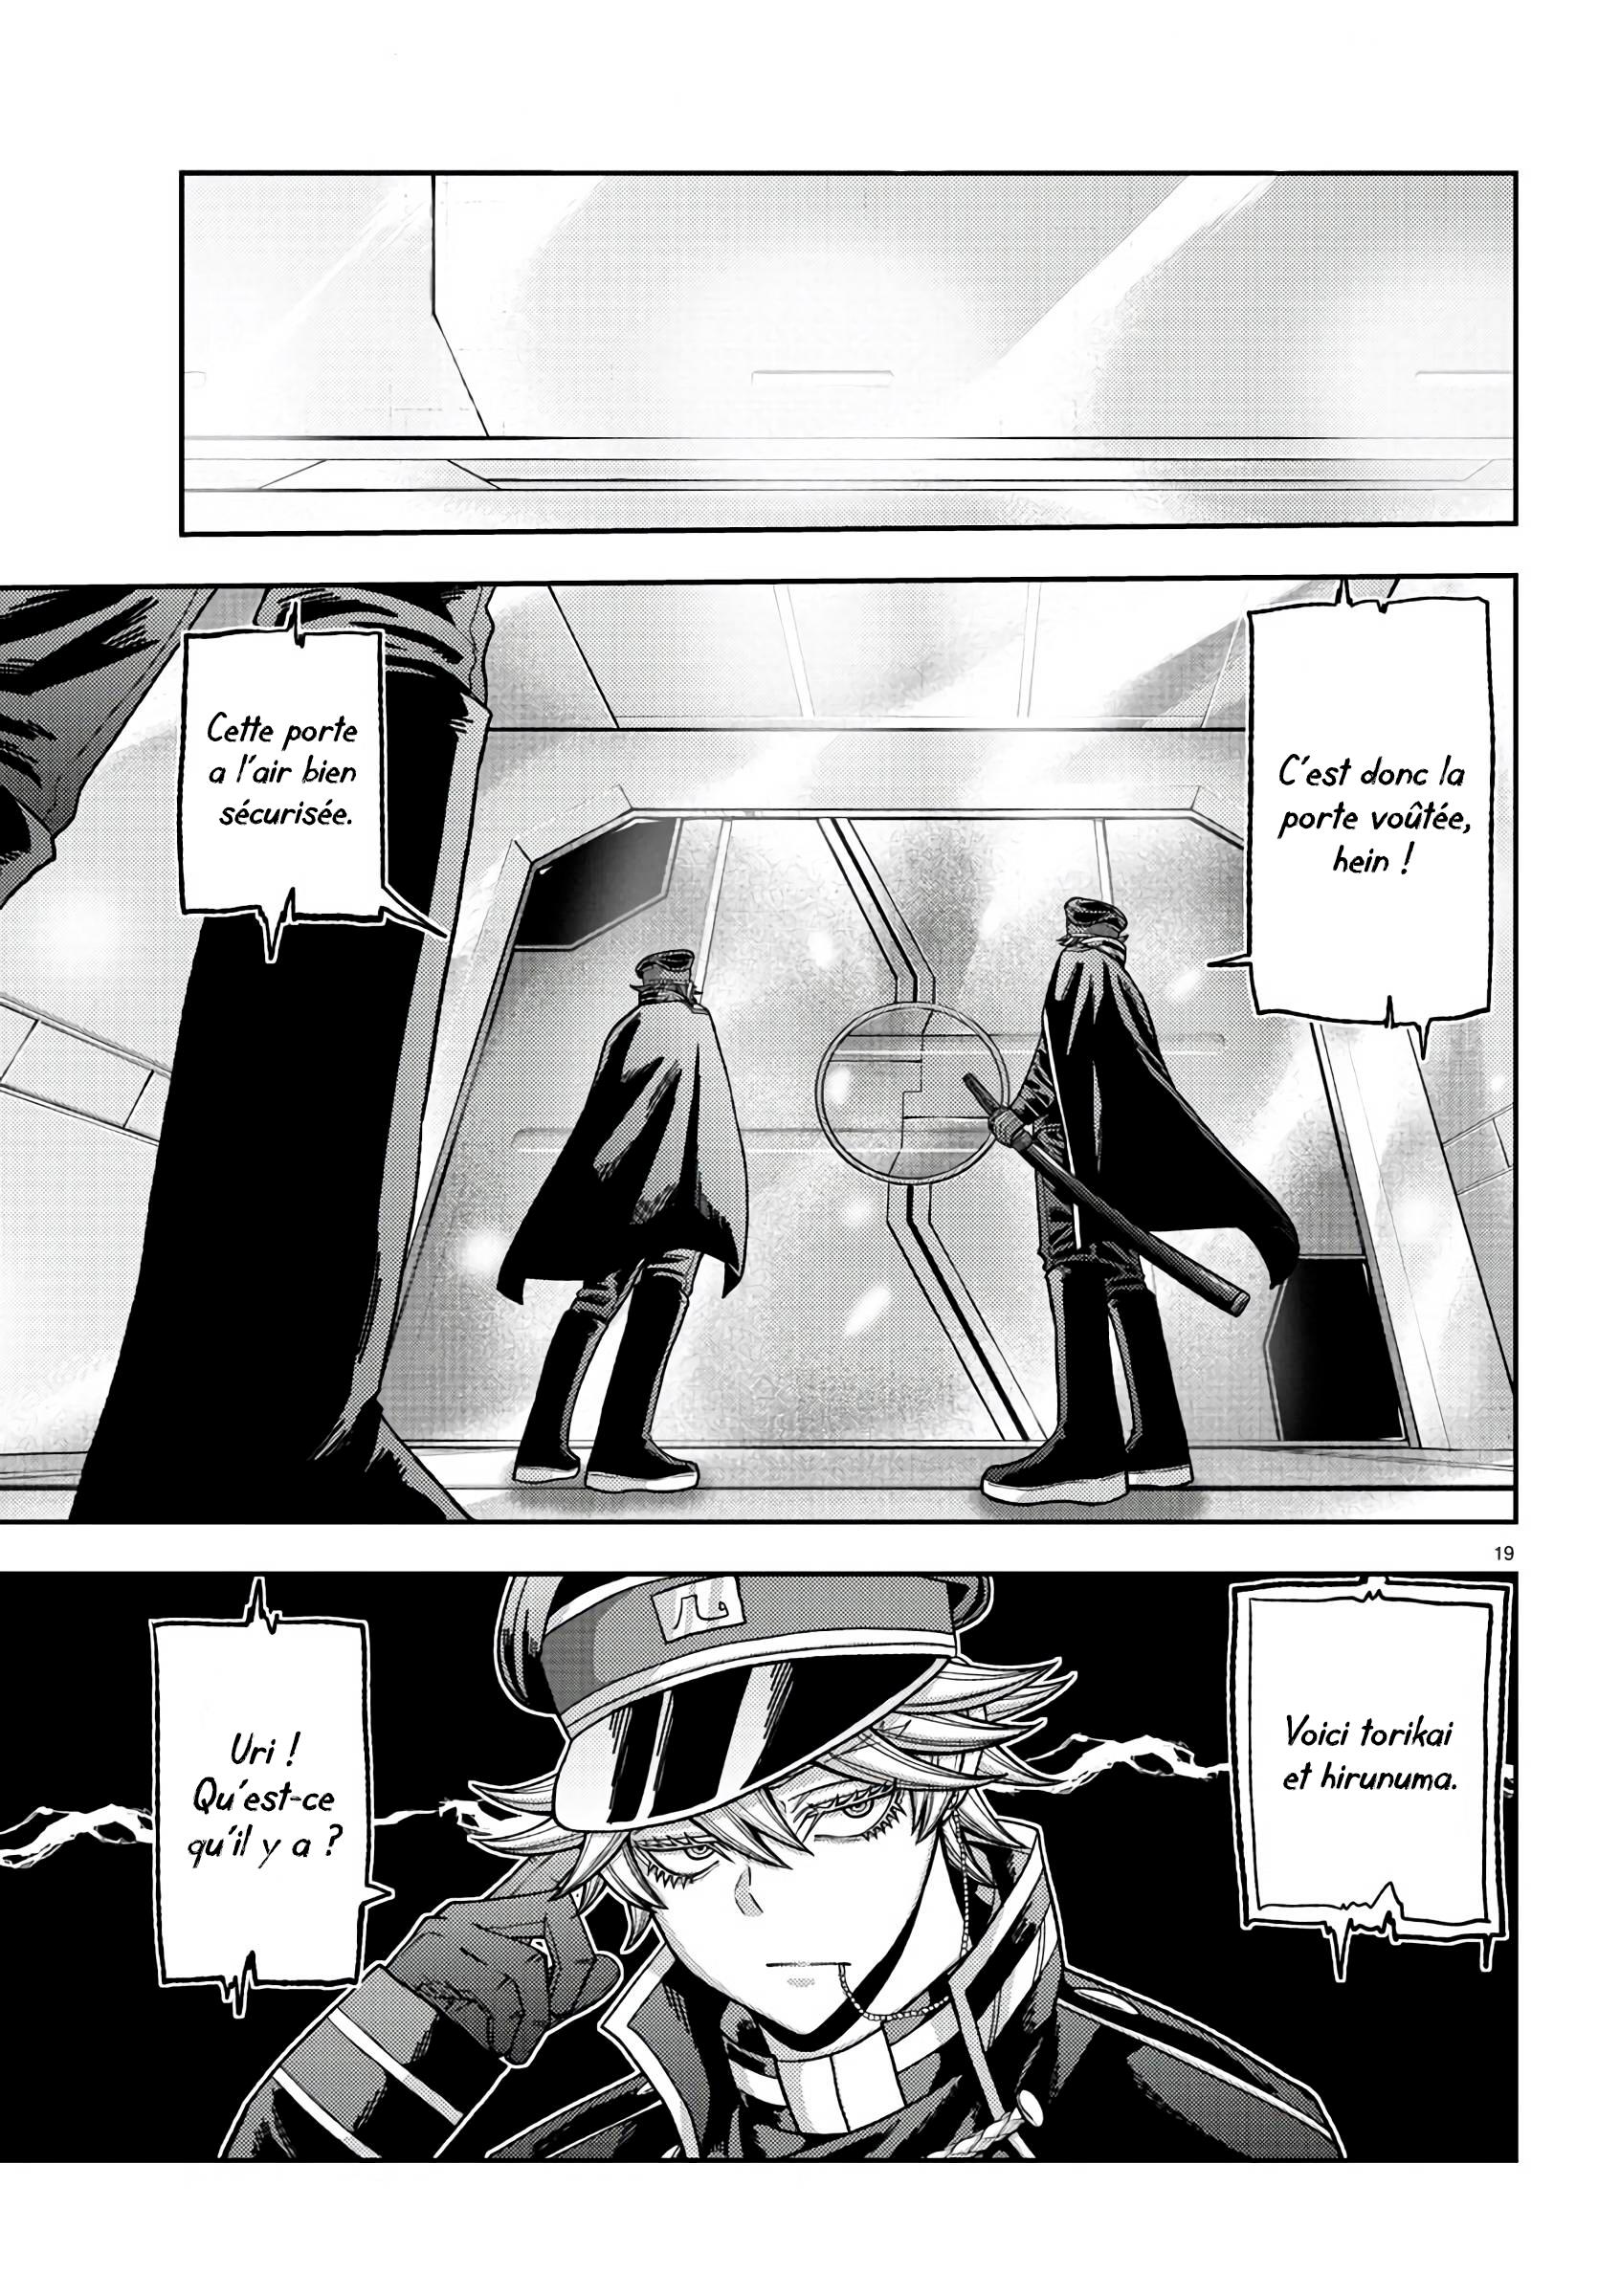 C'est donc la
porte voûtée,
hein !
Cette porte
a l'air bien
sécurisée.
19
Voici torikai
et hirunuma.
Uri !
Qu'est-ce
qu'il y a ?